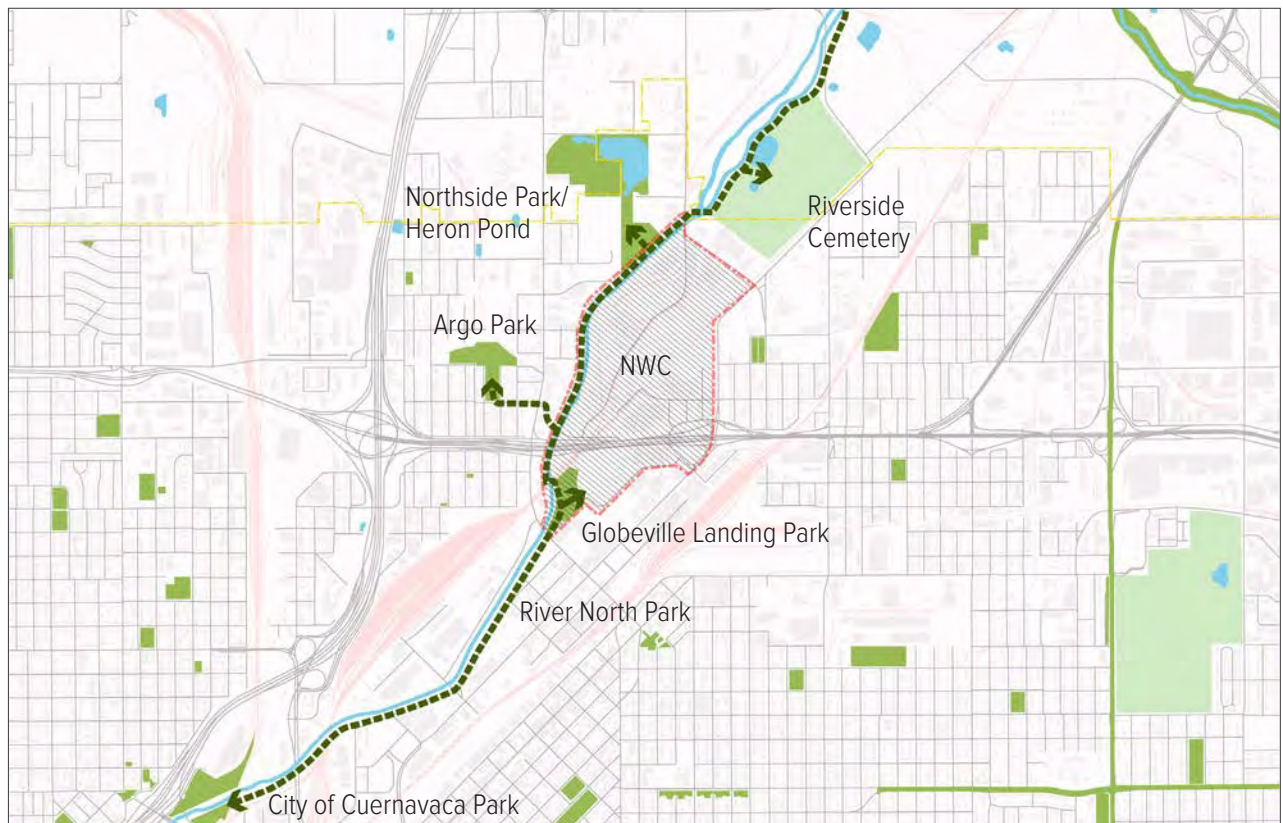 Northside Park/
Heron Pond
Riverside
Cemetery
Argo Park
NWC
Globeville Landing Park
River North Park
City of Cuernavaca Park